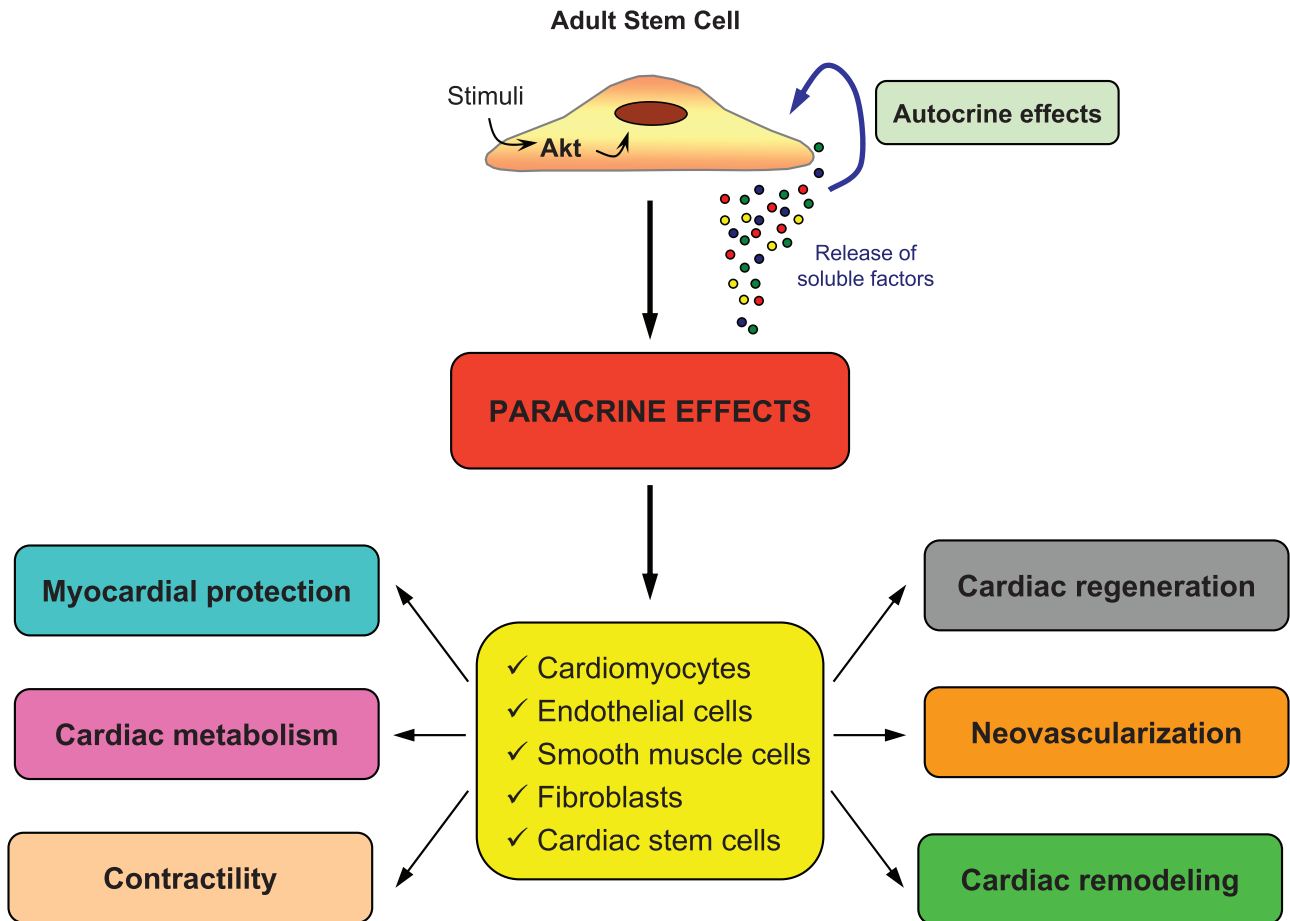 Adult Stem Cell
Stimuli
Akt
Autocrine effects
Release of
soluble factors
PARACRINE EFFECTS
Myocardial protection
Cardiac metabolism
Contractility
✓ Cardiomyocytes
✓ Endothelial cells
✓ Smooth muscle cells
✓ Fibroblasts
✓ Cardiac stem cells
Cardiac regeneration
Neovascularization
Cardiac remodeling